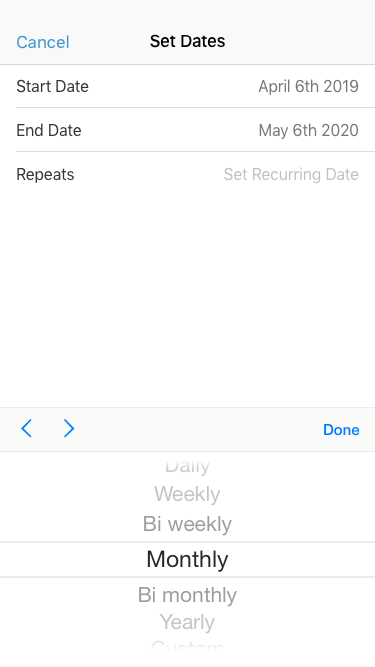 Cancel Set Dates
Start Date April 6th 2019
End Date May 6th 2020
Repeats Set Recurring Date
Done
Daily
Weekly
Bi weekly
Monthly
Bi monthly
Yearly
Custom